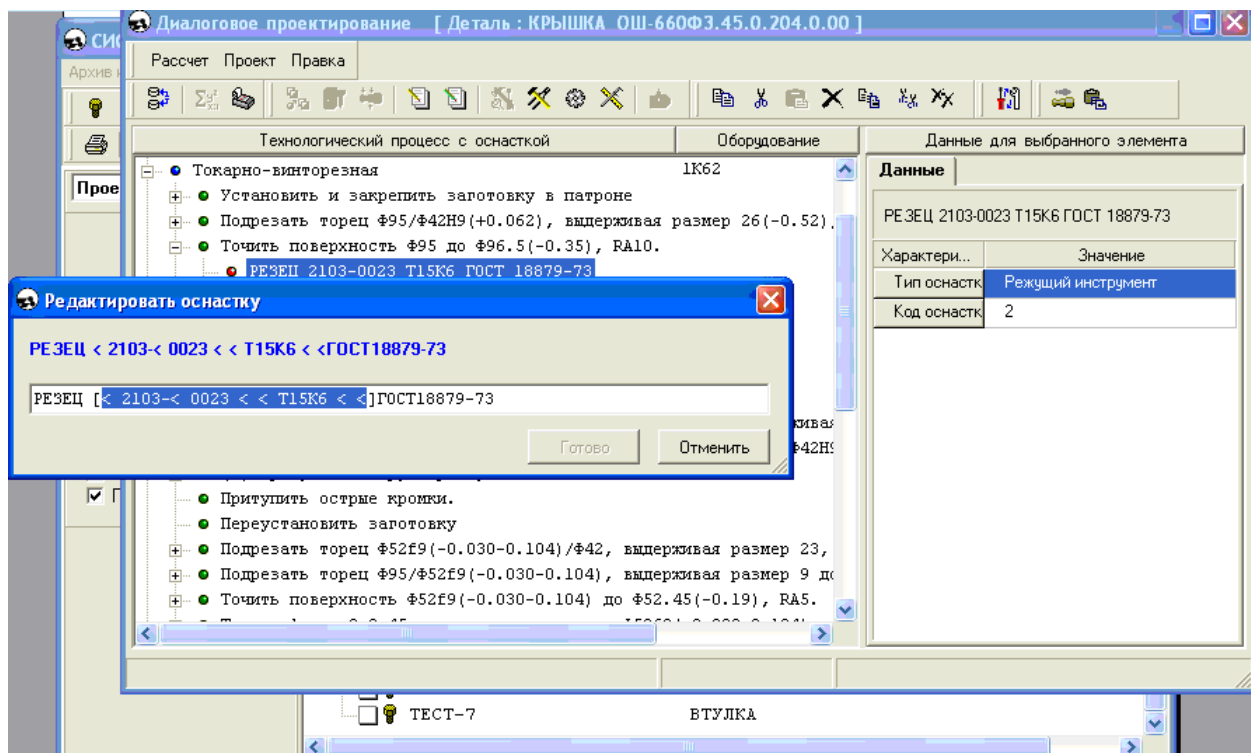 СИС
Диалоговое проектирование [ Деталь : КРЫШКА ОШ-660Ф3.45.0.204.0.00 ]
Архив
Рассчет Проект Правка
Технологический процесс с оснасткой Оборудование Данные для выбранного элемента
Прое
Токарно-винторезная 1К62
Данные
Установить и закрепить заготовку в патроне
Подрезать торец Ф95/Ф42Н9(+0.062), выдерживая размер 26(-0.52),
РЕЗЕЦ 2103-0023 Т15К6 ГОСТ 18879-73
Точить поверхность Ф95 до Ф96.5(-0.35), RA10.
Характери... Значение
РЕЗЕЦ 2103-0023 Т15К6 ГОСТ 18879-73
Тип оснастк Режущий инструмент
Код оснастк 2
Редактировать оснастку
РЕЗЕЦ < 2103-< 0023 < < Т15К6 < <ГОСТ18879-73
РЕЗЕЦ [< 2103-< 0023 < < Т15К6 < <]ГОСТ18879-73
Готово Отменить
Ф42Н9
Притупить острые кромки.
Переустановить заготовку
Подрезать торец Ф52f9(-0.030-0.104)/Ф42, выдерживая размер 23,
Подрезать торец Ф95/Ф52f9(-0.030-0.104), выдерживая размер 9 до
Точить поверхность Ф52f9(-0.030-0.104) до Ф52.45(-0.19), RA5.
ТЕСТ-7 ВТУЛКА